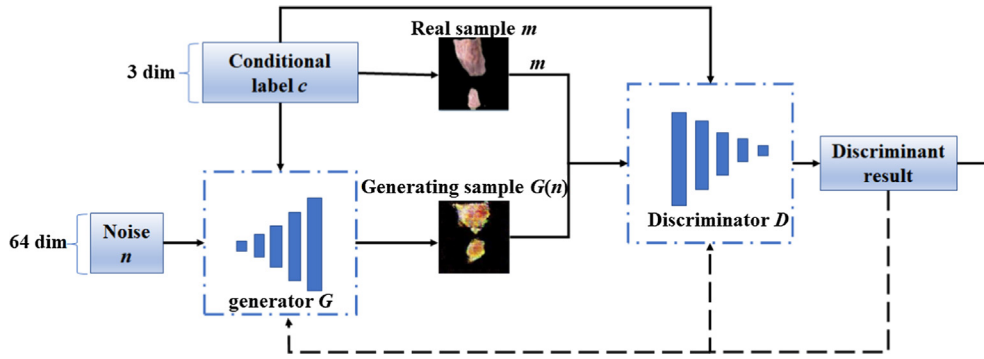 Real sample m
3 dim
Conditional
label c
m
Generating sample G(n)
Discriminator D
Discriminant
result
64 dim
Noise
n
generator G